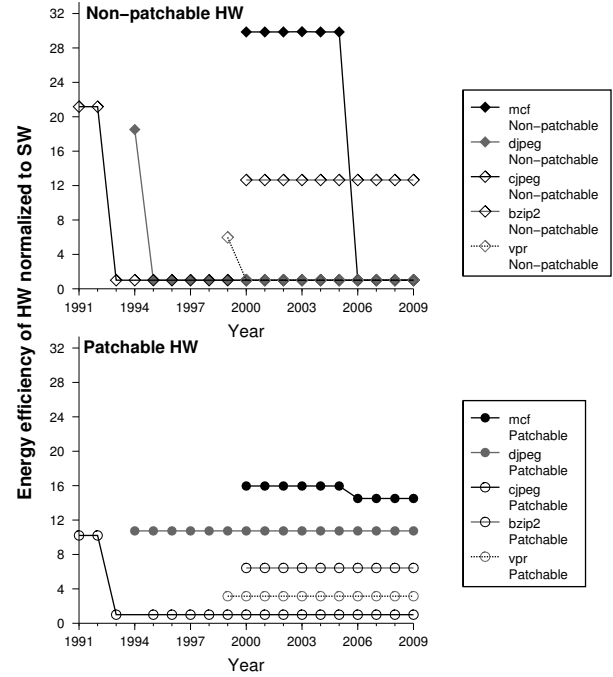 Non−patchable HW
Energy efficiency of HW normalized to SW
32
28
24
20
16
12
8
4
0
1991 1994 1997 2000 2003 2006 2009
Year
mcf
Non−patchable
djpeg
Non−patchable
cjpeg
Non−patchable
bzip2
Non−patchable
vpr
Non−patchable
Patchable HW
32
28
24
20
16
12
8
4
0
1991 1994 1997 2000 2003 2006 2009
Year
mcf
Patchable
djpeg
Patchable
cjpeg
Patchable
bzip2
Patchable
vpr
Patchable